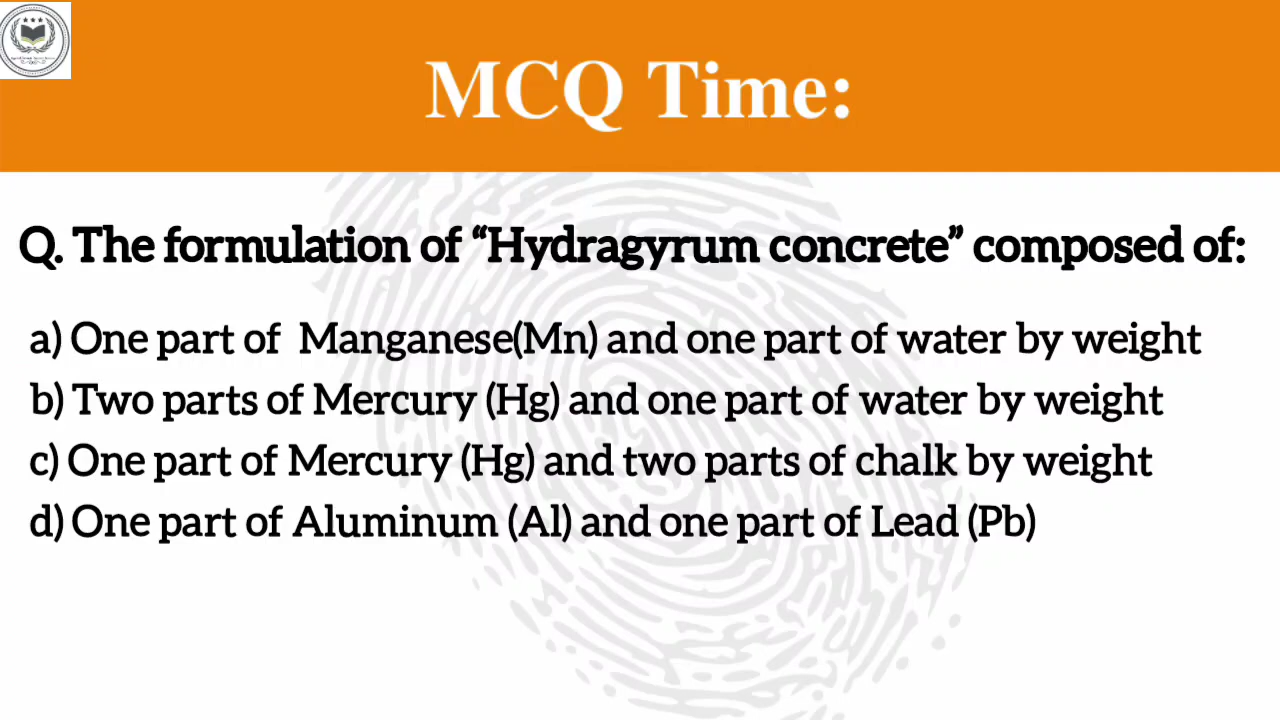 MCQ Time:
Q. The formulation of “Hydragyrum concrete” composed of:
a) One part of Manganese(Mn) and one part of water by weight
b) Two parts of Mercury (Hg) and one part of water by weight
c) One part of Mercury (Hg) and two parts of chalk by weight
d) One part of Aluminum (Al) and one part of Lead (Pb)